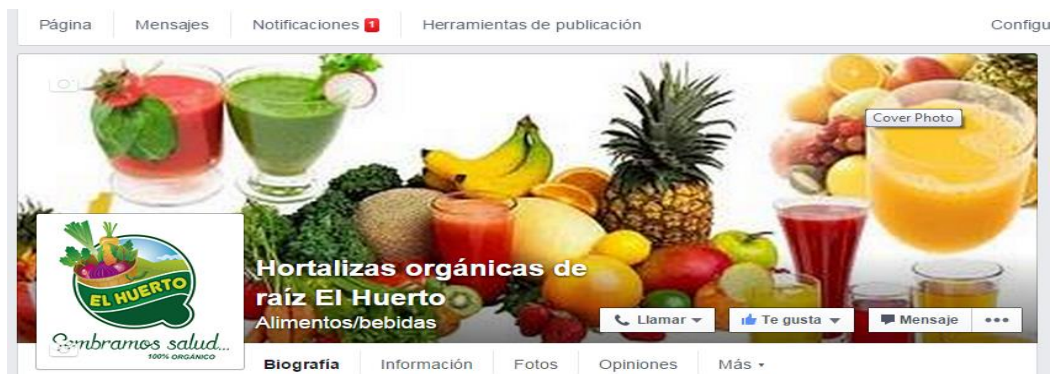 Página Mensajes Notificaciones 1 Herramientas de publicación Configu
Cover Photo
EL HUERTO
Sembramos salud...
100% ORGÁNICO
Hortalizas orgánicas de
raíz El Huerto
Alimentos/bebidas
Llamar Te gusta Mensaje
Biografía Información Fotos Opiniones Más